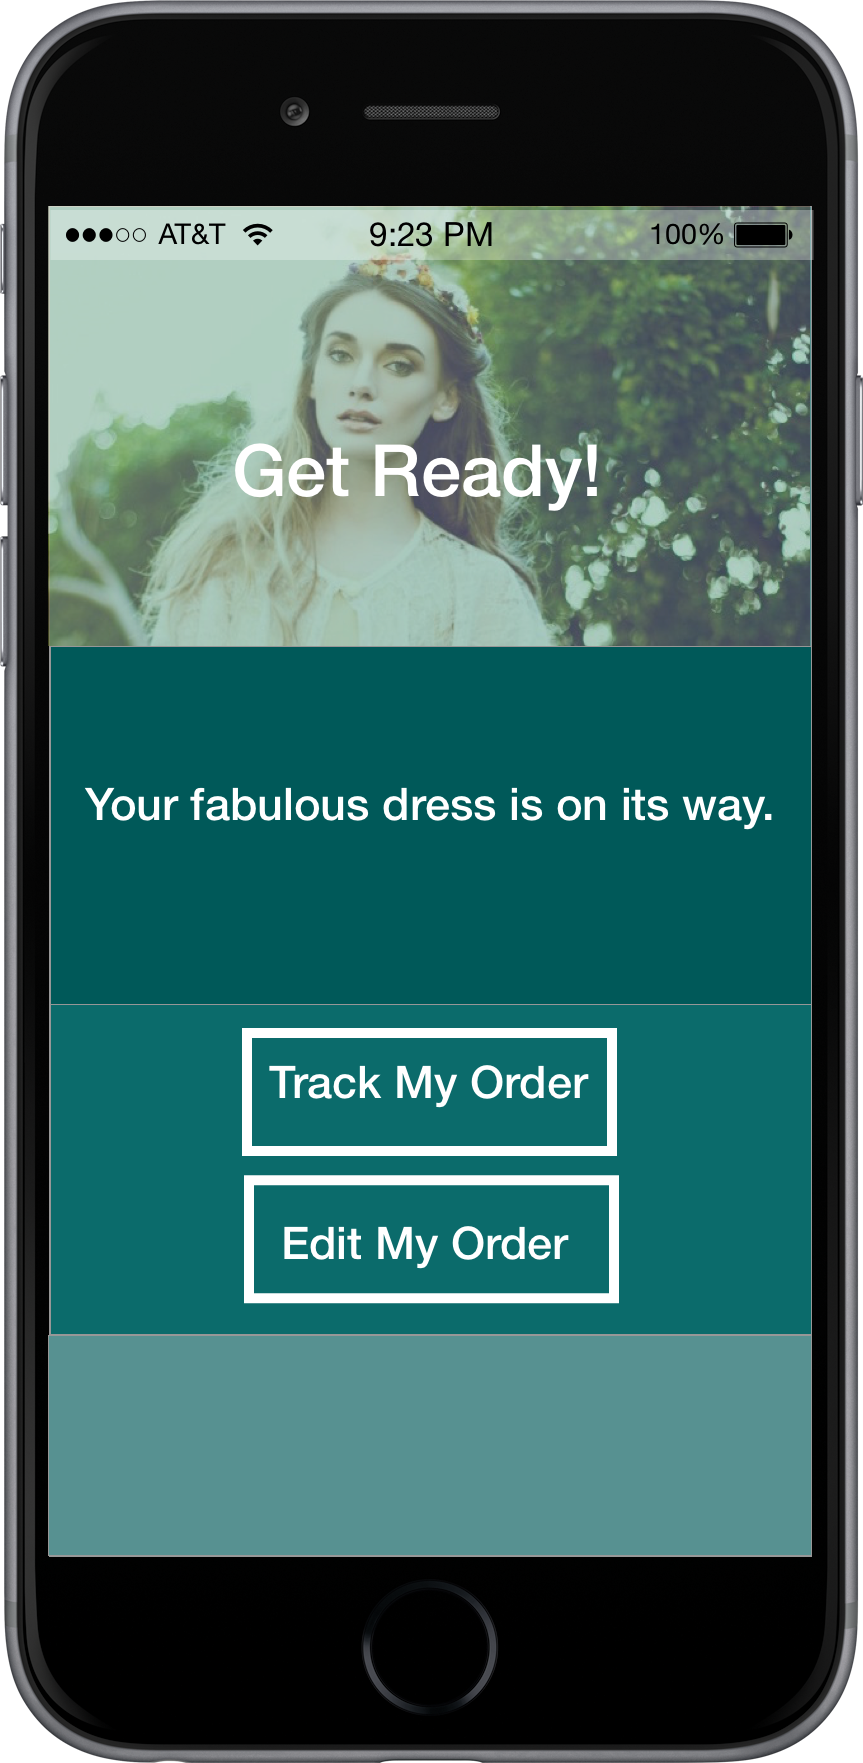 AT&T 9:23 PM 100%
Get Ready!
Your fabulous dress is on its way.
Track My Order
Edit My Order